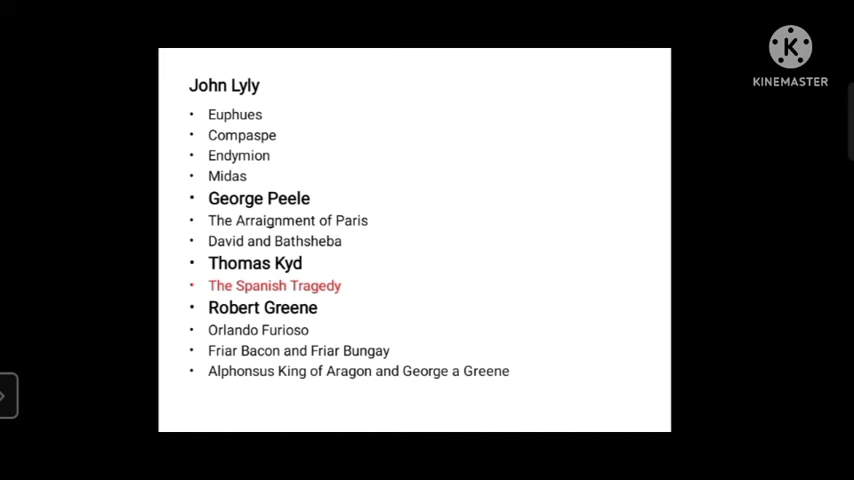 John Lyly
• Euphues
• Compaspe
• Endymion
• Midas
• George Peele
• The Arraignment of Paris
• David and Bathsheba
• Thomas Kyd
• The Spanish Tragedy
• Robert Greene
• Orlando Furioso
• Friar Bacon and Friar Bungay
• Alphonsus King of Aragon and George a Greene
K
KINEMASTER